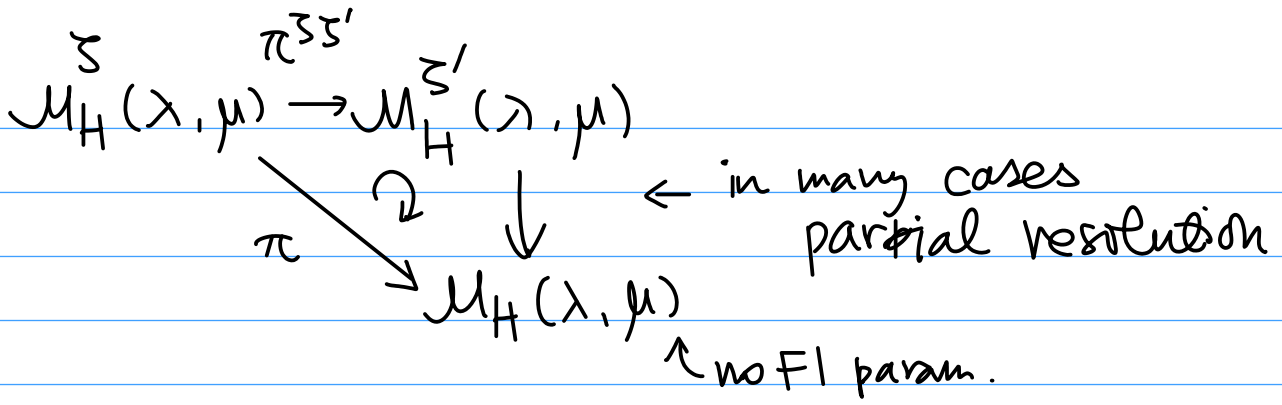 𝓜_H^ζ(λ,μ) —π^{ζζ'}→ 𝓜_H^{ζ'}(λ,μ)
← in many cases
partial resolution
π
𝓜_H(λ,μ)
↖ no FI param.